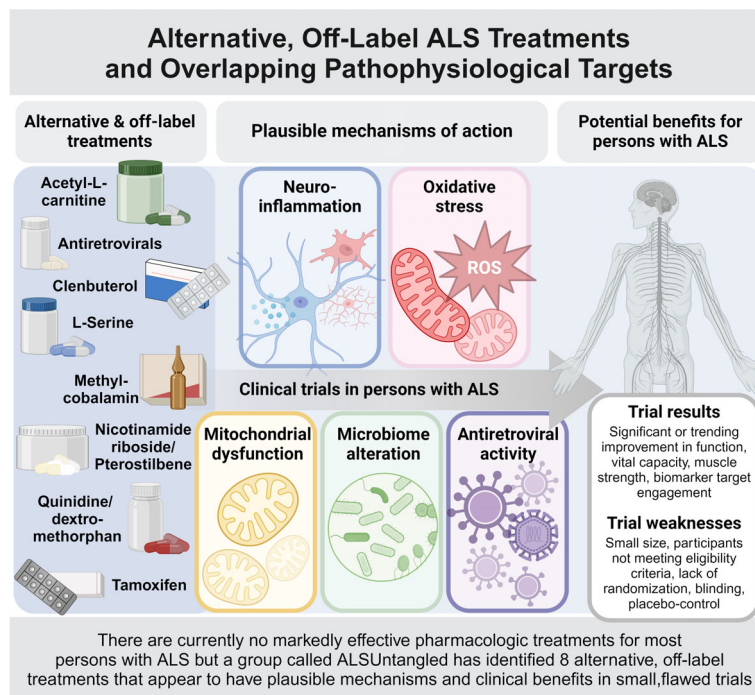 Alternative, Off-Label ALS Treatments
and Overlapping Pathophysiological Targets
Alternative & off-label
treatments
Plausible mechanisms of action
Potential benefits for
persons with ALS
Acetyl-L-
carnitine
Antiretrovirals
Clenbuterol
L-Serine
Methyl-
cobalamin
Nicotinamide
riboside/
Pterostilbene
Quinidine/
dextro-
methorphan
Tamoxifen
Neuro-
inflammation
Oxidative
stress
ROS
Clinical trials in persons with ALS
Mitochondrial
dysfunction
Microbiome
alteration
Antiretroviral
activity
Trial results
Significant or trending
improvement in function,
vital capacity, muscle
strength, biomarker target
engagement
Trial weaknesses
Small size, participants
not meeting eligibility
criteria, lack of
randomization, blinding,
placebo-control
There are currently no markedly effective pharmacologic treatments for most
persons with ALS but a group called ALSUntangled has identified 8 alternative, off-label
treatments that appear to have plausible mechanisms and clinical benefits in small,flawed trials